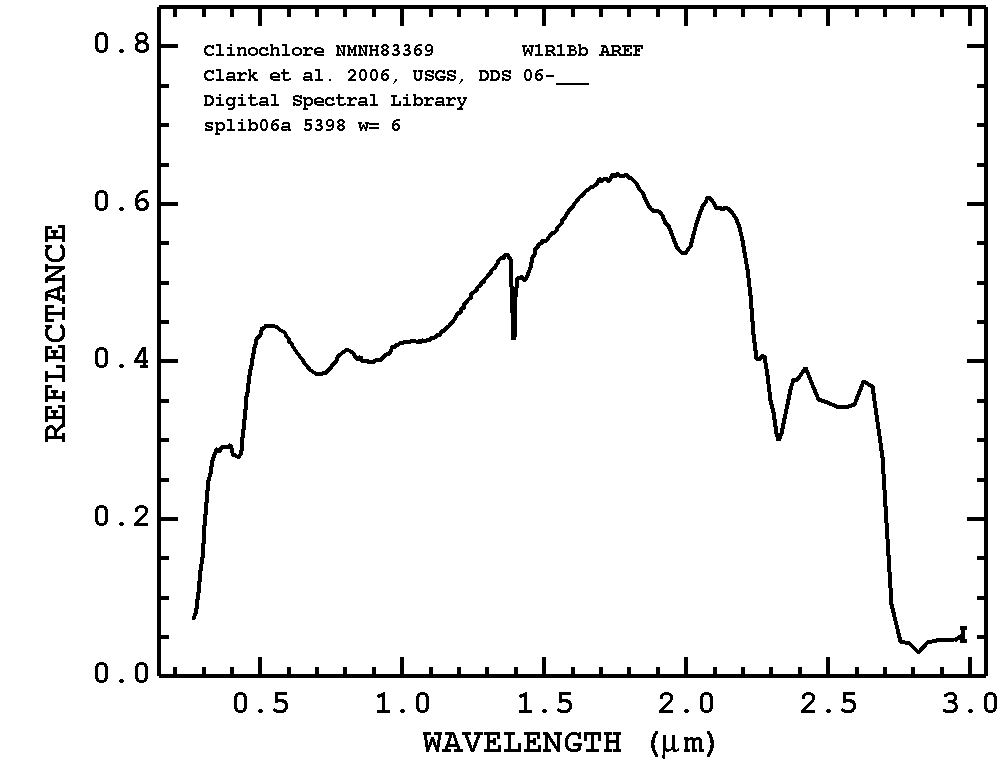 Clinochlore NMNH83369 W1R1Bb AREF
Clark et al. 2006, USGS, DDS 06-___
Digital Spectral Library
splib06a 5398 w= 6
0.8
0.6
0.4
0.2
0.0
REFLECTANCE
0.5 1.0 1.5 2.0 2.5 3.0
WAVELENGTH (μm)